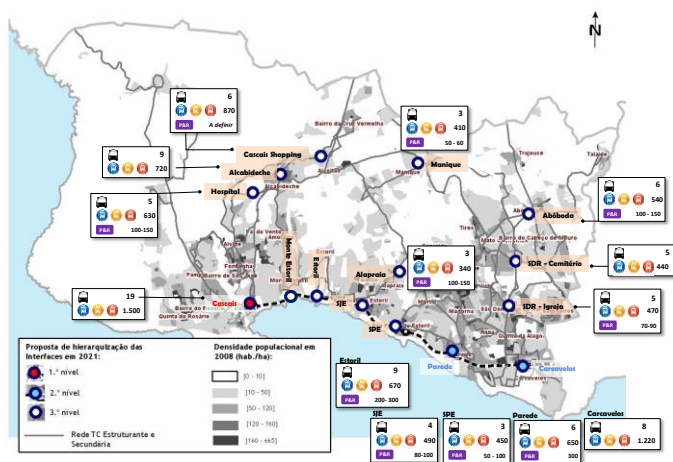 N
6
870
P&R
A definir
3
410
P&R
50 - 60
9
720
Bairro da Cruz Vermelha
Cascais Shopping
Alcabideche
Alcabideche
Hospital
Manique
Manique
Trajouce
Talaíde
5
630
P&R
100-150
6
540
P&R
100 - 150
Abóboda
Monte Estoril
Estoril
Estoril
Alapraia
3
340
P&R
100-150
SDR - Cemitério
5
440
19
1.500
Cascais
SJE
SPE
SDR - Igreja
5
470
P&R
70-90
Parede
Carcavelos
Proposta de hierarquização das
Interfaces em 2021:
1.º nível
2.º nível
3.º nível
Rede TC Estruturante e
Secundária
Densidade populacional em
2008 (hab./ha):
[0 - 10]
]10 - 50]
]50 - 120]
]120 - 160]
]160 - 665]
Estoril
9
670
P&R
200- 300
SJE
4
490
P&R
80-100
SPE
3
450
P&R
50 - 100
Parede
6
650
P&R
300
Carcavelos
8
1.220